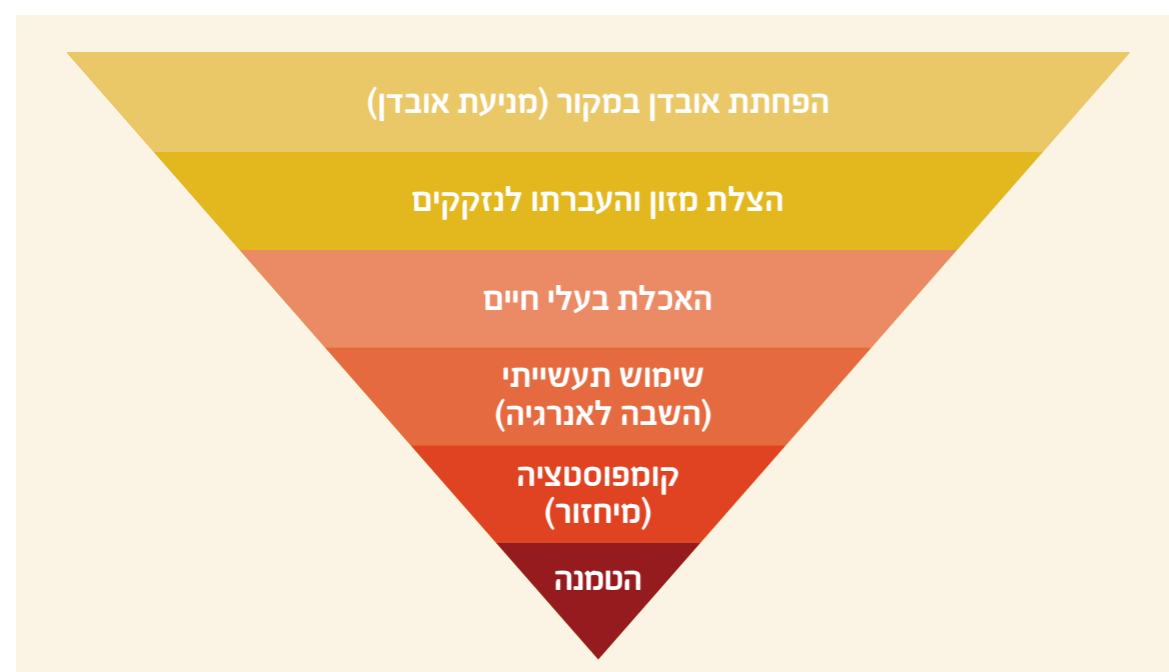 הפחתת אובדן במקור (מניעת אובדן)
הצלת מזון והעברתו לנזקקים
האכלת בעלי חיים
שימוש תעשייתי
(השבה לאנרגיה)
קומפוסטציה
(מיחזור)
הטמנה